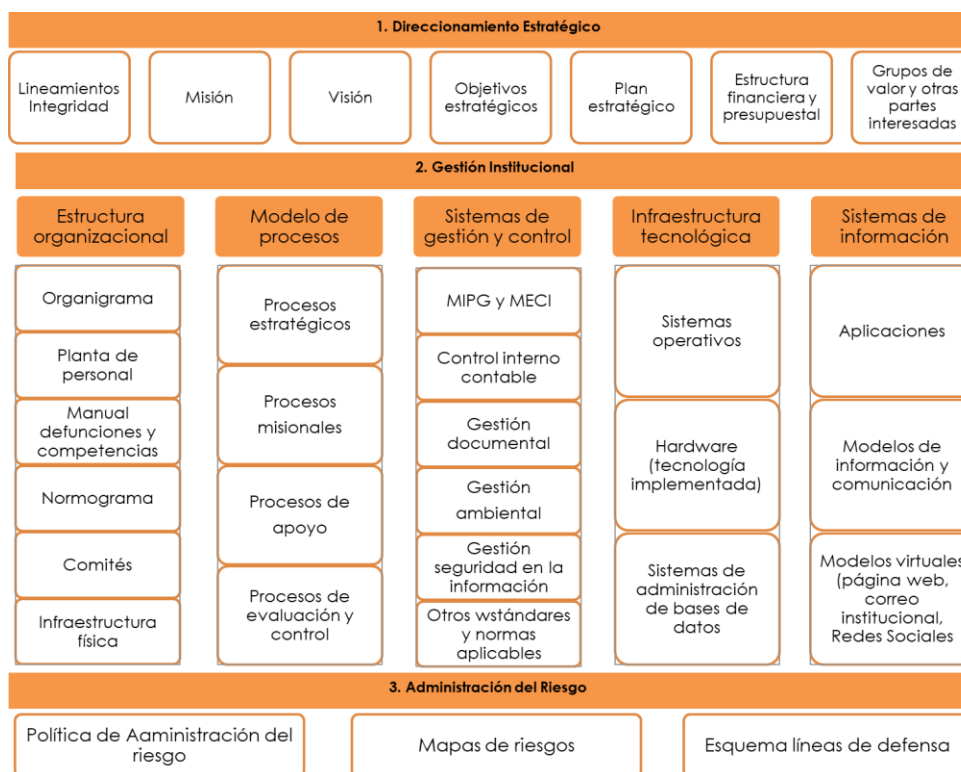 1. Direccionamiento Estratégico
Lineamientos
Integridad
Misión
Visión
Objetivos
estratégicos
Plan
estratégico
Estructura
financiera y
presupuestal
Grupos de
valor y otras
partes
interesadas
2. Gestión Institucional
Estructura
organizacional
Organigrama
Planta de
personal
Manual
defunciones y
competencias
Normograma
Comités
Infraestructura
física
Modelo de
procesos
Procesos
estratégicos
Procesos
misionales
Procesos de
apoyo
Procesos de
evaluación y
control
Sistemas de
gestión y control
MIPG y MECI
Control interno
contable
Gestión
documental
Gestión
ambiental
Gestión
seguridad en la
información
Otros wstándares
y normas
aplicables
Infraestructura
tecnológica
Sistemas
operativos
Hardware
(tecnología
implementada)
Sistemas de
administración
de bases de
datos
Sistemas de
información
Aplicaciones
Modelos de
información y
comunicación
Modelos virtuales
(página web,
correo
institucional,
Redes Sociales
3. Administración del Riesgo
Política de Aaministración del
riesgo
Mapas de riesgos
Esquema líneas de defensa